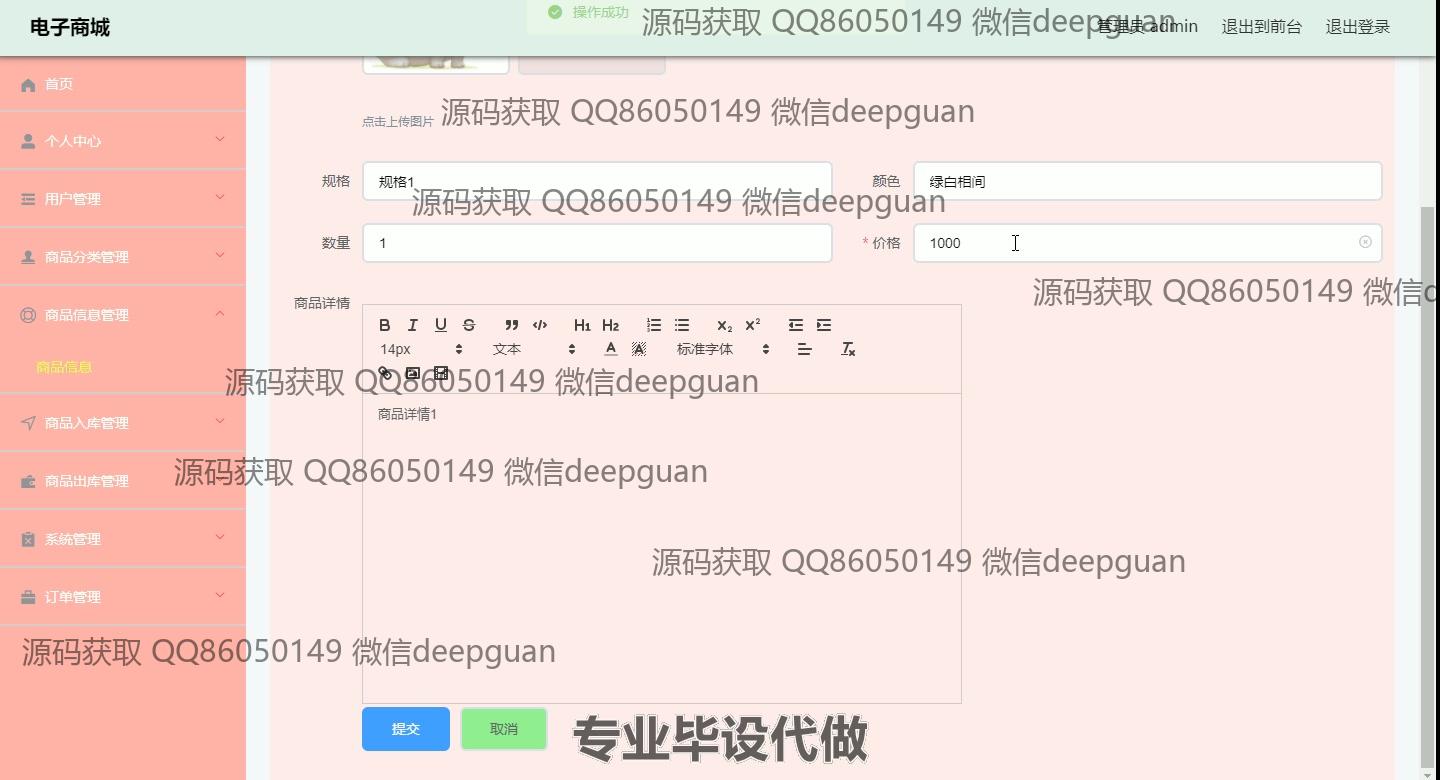 电子商城
操作成功
源码获取 QQ86050149 微信deepguan
管理员 admin
退出到前台
退出登录
首页
个人中心
用户管理
商品分类管理
商品信息管理
商品信息
商品入库管理
商品出库管理
系统管理
订单管理
点击上传图片
源码获取 QQ86050149 微信deepguan
规格
规格1
颜色
绿白相间
源码获取 QQ86050149 微信deepguan
数量
1
* 价格
1000
源码获取 QQ86050149 微信d
商品详情
B I U S H1 H2 X₂ X²
14px 文本 A A 标准字体 Tx
源码获取 QQ86050149 微信deepguan
商品详情1
源码获取 QQ86050149 微信deepguan
源码获取 QQ86050149 微信deepguan
源码获取 QQ86050149 微信deepguan
提交
取消
专业毕设代做